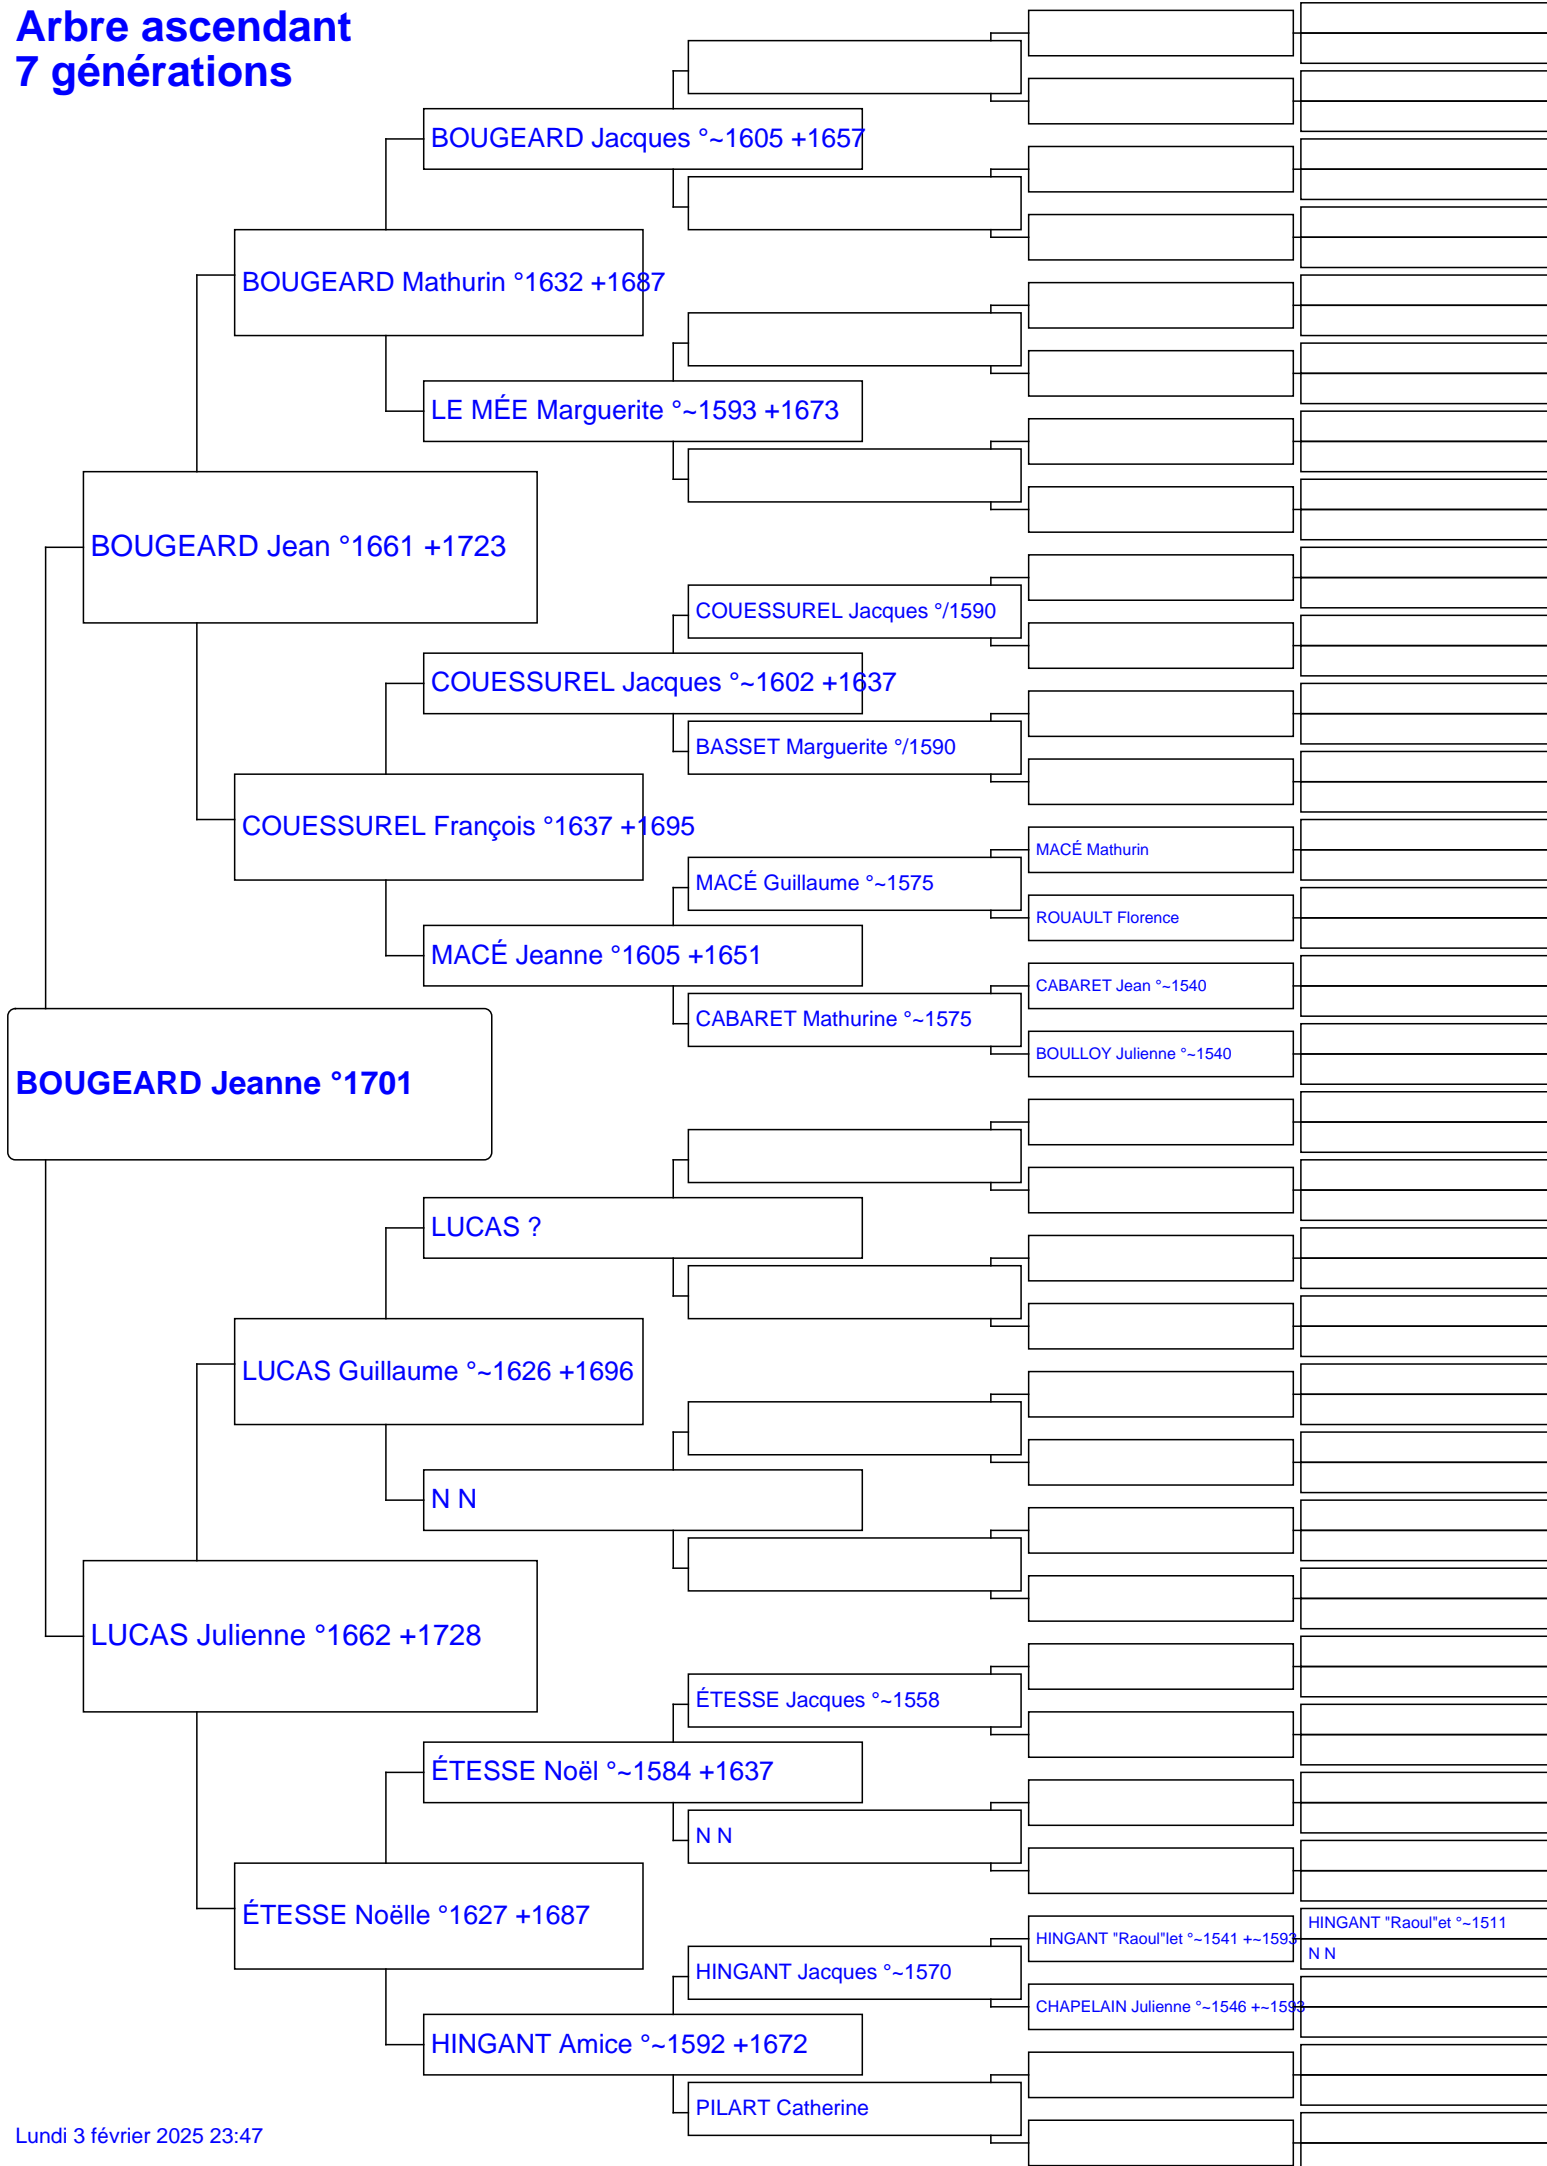 Arbre ascendant
7 générations
BOUGEARD Jacques °~1605 +1657
BOUGEARD Mathurin °1632 +1687
LE MÉE Marguerite °~1593 +1673
BOUGEARD Jean °1661 +1723
COUESSUREL Jacques °/1590
COUESSUREL Jacques °~1602 +1637
BASSET Marguerite °/1590
COUESSUREL François °1637 +1695
MACÉ Mathurin
MACÉ Guillaume °~1575
ROUAULT Florence
MACÉ Jeanne °1605 +1651
CABARET Jean °~1540
CABARET Mathurine °~1575
BOULLOY Julienne °~1540
BOUGEARD Jeanne °1701
LUCAS ?
LUCAS Guillaume °~1626 +1696
N N
LUCAS Julienne °1662 +1728
ÉTESSE Jacques °~1558
ÉTESSE Noël °~1584 +1637
N N
ÉTESSE Noëlle °1627 +1687
HINGANT "Raoul"et °~1511
HINGANT "Raoul"let °~1541 +~1593
N N
HINGANT Jacques °~1570
CHAPELAIN Julienne °~1546 +~1593
HINGANT Amice °~1592 +1672
PILART Catherine
Lundi 3 février 2025 23:47